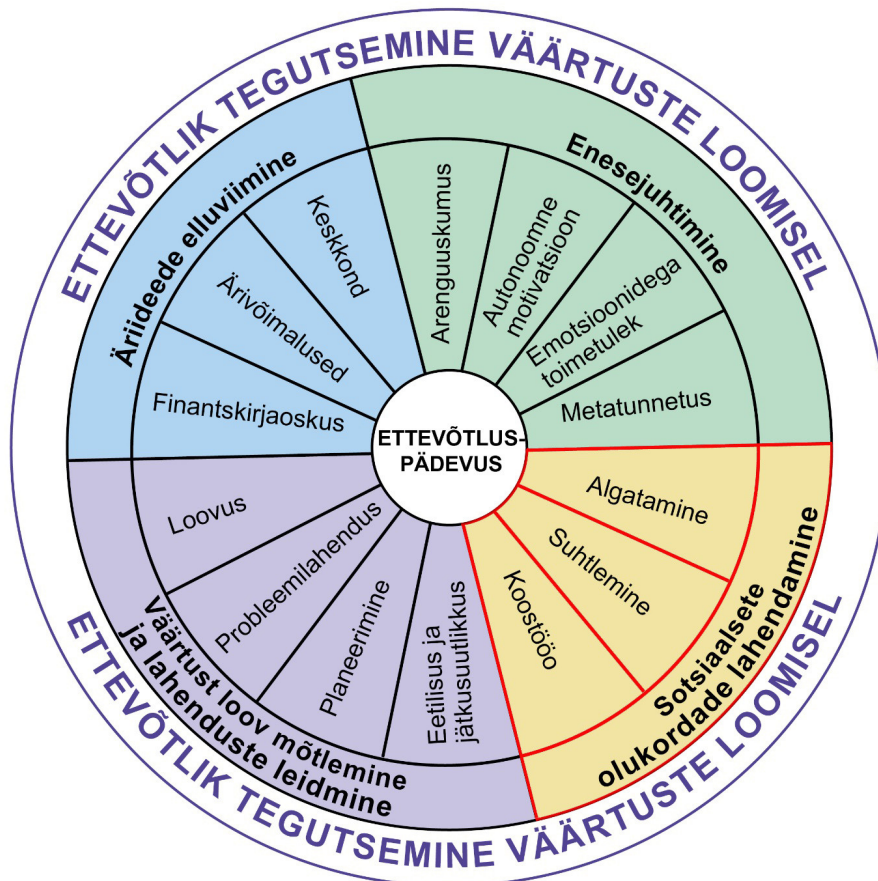 ETTEVÕTLIK TEGUTSEMINE VÄÄRTUSTE LOOMISEL
Enesejuhtimine
Arenguuskumus
Autonoomne
motivatsioon
Emotsioonidega
toimetulek
Metatunnetus
Sotsiaalsete
olukordade lahendamine
Algatamine
Suhtlemine
Koostööo
Väärtust loov mõtlemine
ja lahenduste leidmine
Eetilisus ja
jätkusuutlikkus
Planeerimine
Probleemilahendus
Loovus
Äriideede elluviimine
Finantskirjaoskus
Ärivõimalused
Keskkond
ETTEVÕTLUS-
PÄDEVUS
ETTEVÕTLIK TEGUTSEMINE VÄÄRTUSTE LOOMISEL